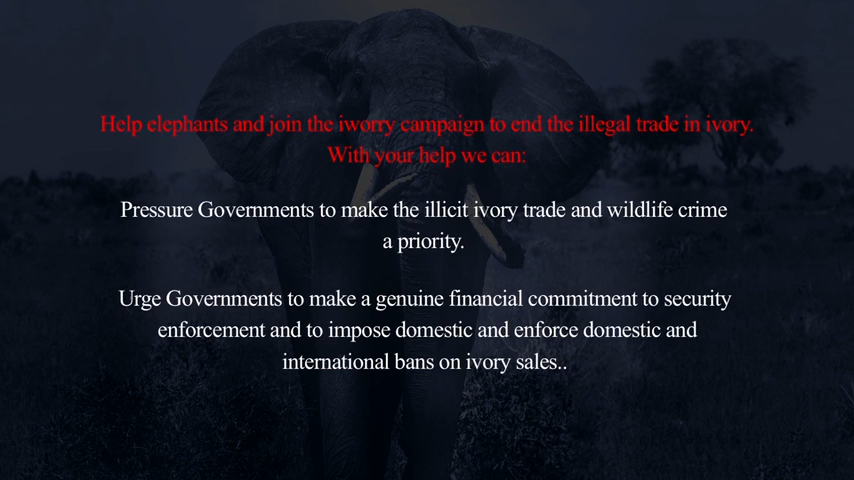 Help elephants and join the iworry campaign to end the illegal trade in ivory.
With your help we can:
Pressure Governments to make the illicit ivory trade and wildlife crime
a priority.
Urge Governments to make a genuine financial commitment to security
enforcement and to impose domestic and enforce domestic and
international bans on ivory sales..